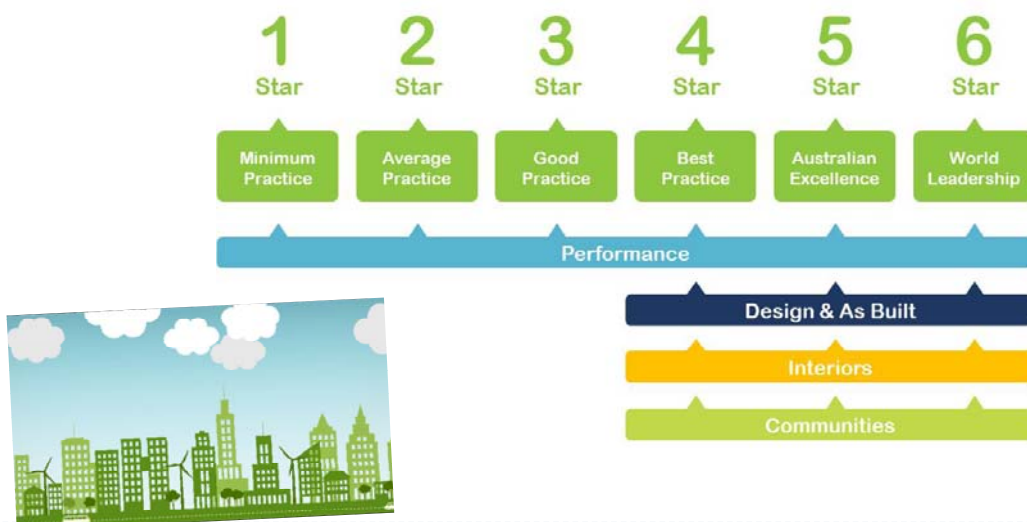 1 2 3 4 5 6
Star Star Star Star Star Star
Minimum Average Good Best Australian World
Practice Practice Practice Practice Excellence Leadership
Performance
Design & As Built
Interiors
Communities